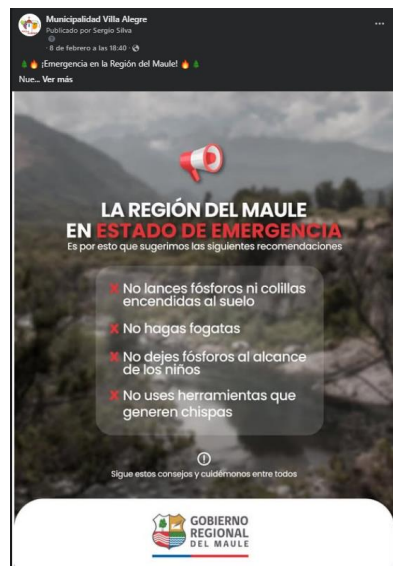 Municipalidad Villa Alegre
Publicado por Sergio Silva
· 8 de febrero a las 18:40 ·
🌲🔥 ¡Emergencia en la Región del Maule! 🔥🌲
Nue... Ver más
LA REGIÓN DEL MAULE
EN ESTADO DE EMERGENCIA
Es por esto que sugerimos las siguientes recomendaciones
No lances fósforos ni colillas
encendidas al suelo
No hagas fogatas
No dejes fósforos al alcance
de los niños
No uses herramientas que
generen chispas
Sigue estos consejos y cuidémonos entre todos
GOBIERNO
REGIONAL
DEL MAULE